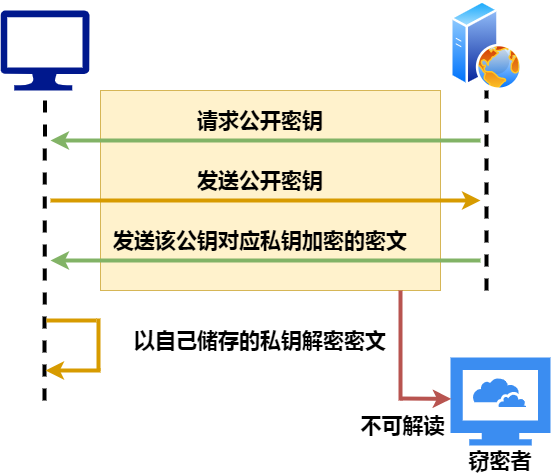 请求公开密钥
发送公开密钥
发送该公钥对应私钥加密的密文
以自己储存的私钥解密密文
不可解读
窃密者